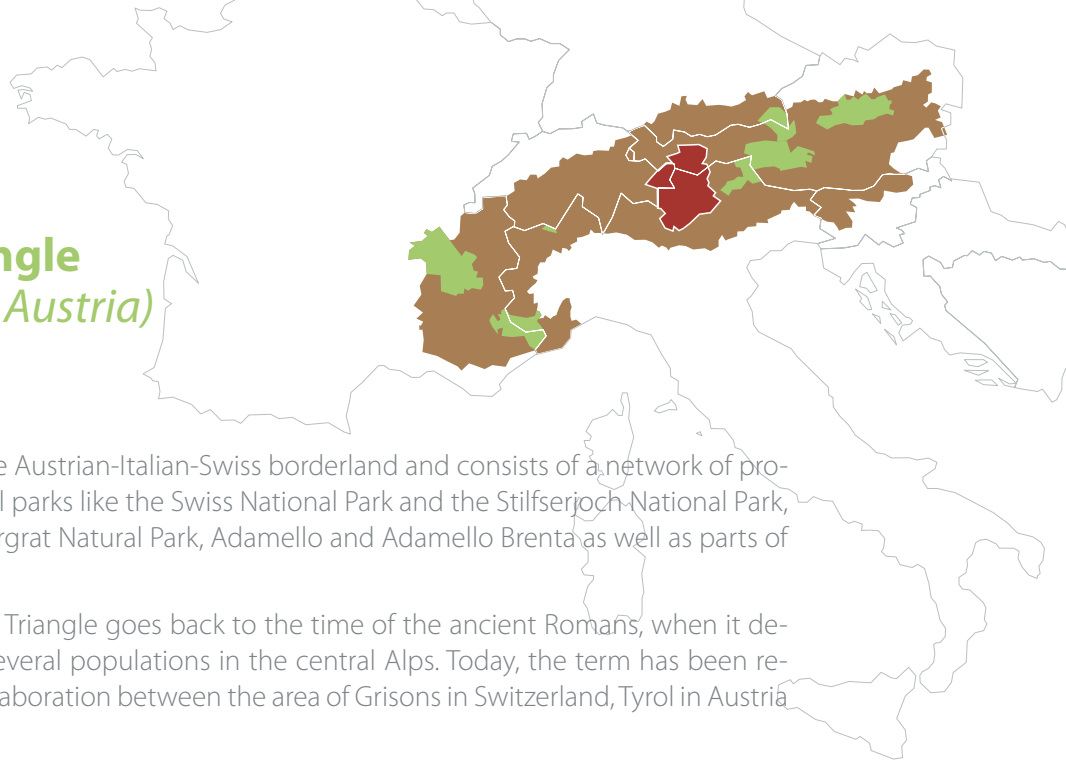 ngle
Austria)
e Austrian-Italian-Swiss borderland and consists of a network of pro-
l parks like the Swiss National Park and the Stilfserjoch National Park,
rgrat Natural Park, Adamello and Adamello Brenta as well as parts of
Triangle goes back to the time of the ancient Romans, when it de-
everal populations in the central Alps. Today, the term has been re-
laboration between the area of Grisons in Switzerland, Tyrol in Austria